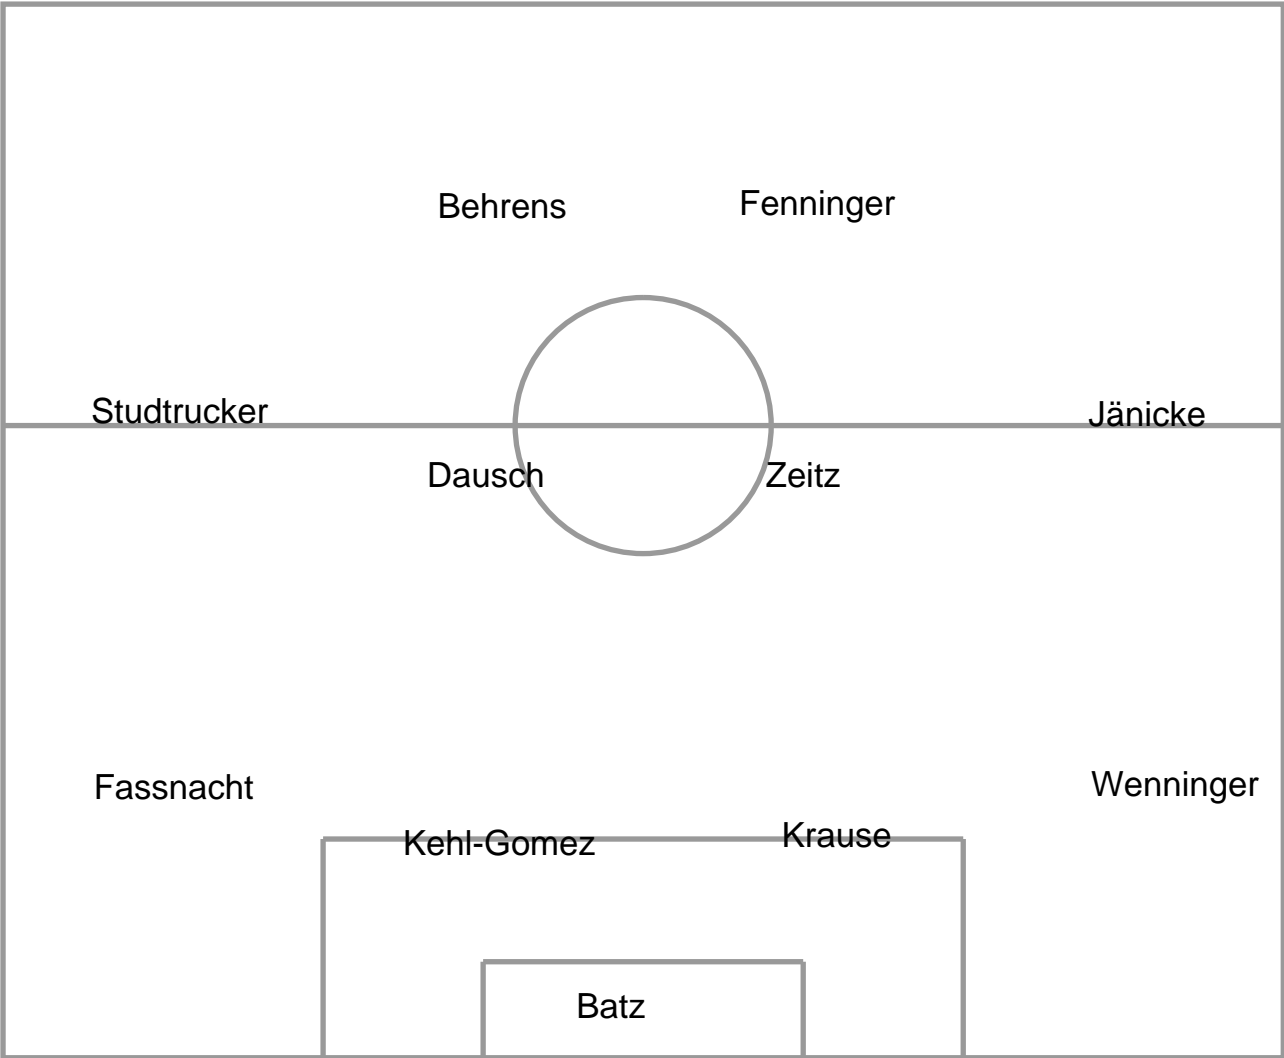 Behrens Fenninger
Studtrucker Jänicke
Dausch Zeitz
Fassnacht Wenninger
Kehl-Gomez Krause
Batz